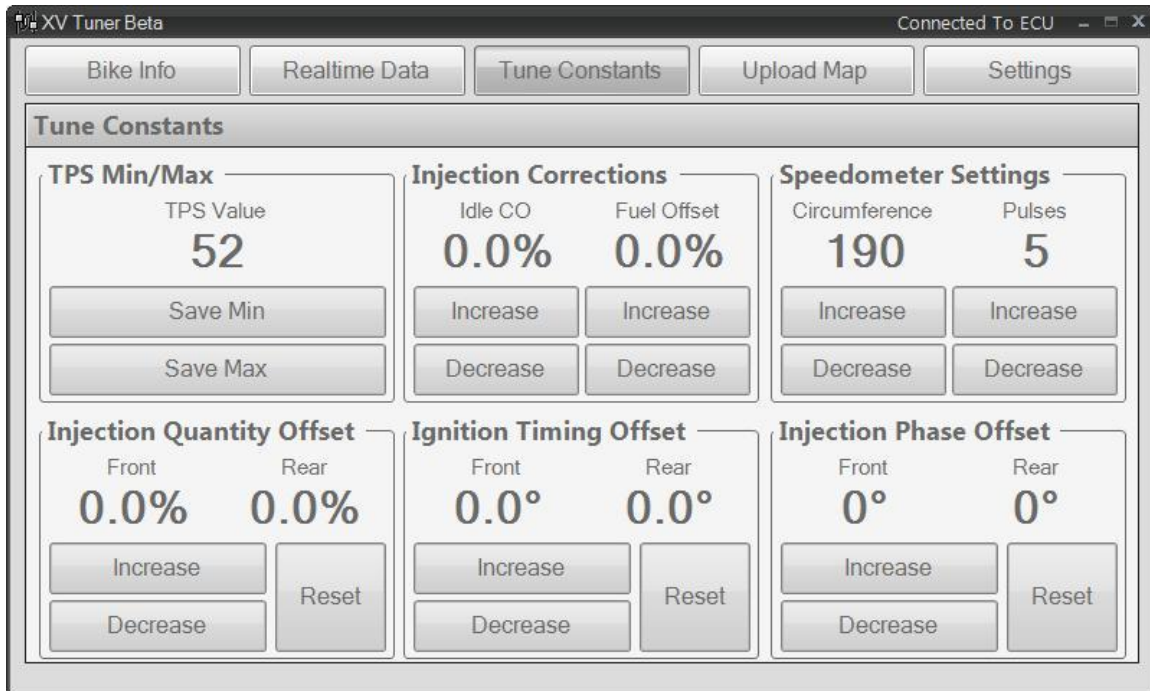 XV Tuner Beta Connected To ECU
Bike Info Realtime Data Tune Constants Upload Map Settings
Tune Constants
TPS Min/Max
TPS Value
52
Save Min
Save Max
Injection Corrections
Idle CO Fuel Offset
0.0% 0.0%
Increase Increase
Decrease Decrease
Speedometer Settings
Circumference Pulses
190 5
Increase Increase
Decrease Decrease
Injection Quantity Offset
Front Rear
0.0% 0.0%
Increase
Reset
Decrease
Ignition Timing Offset
Front Rear
0.0° 0.0°
Increase
Reset
Decrease
Injection Phase Offset
Front Rear
0° 0°
Increase
Reset
Decrease